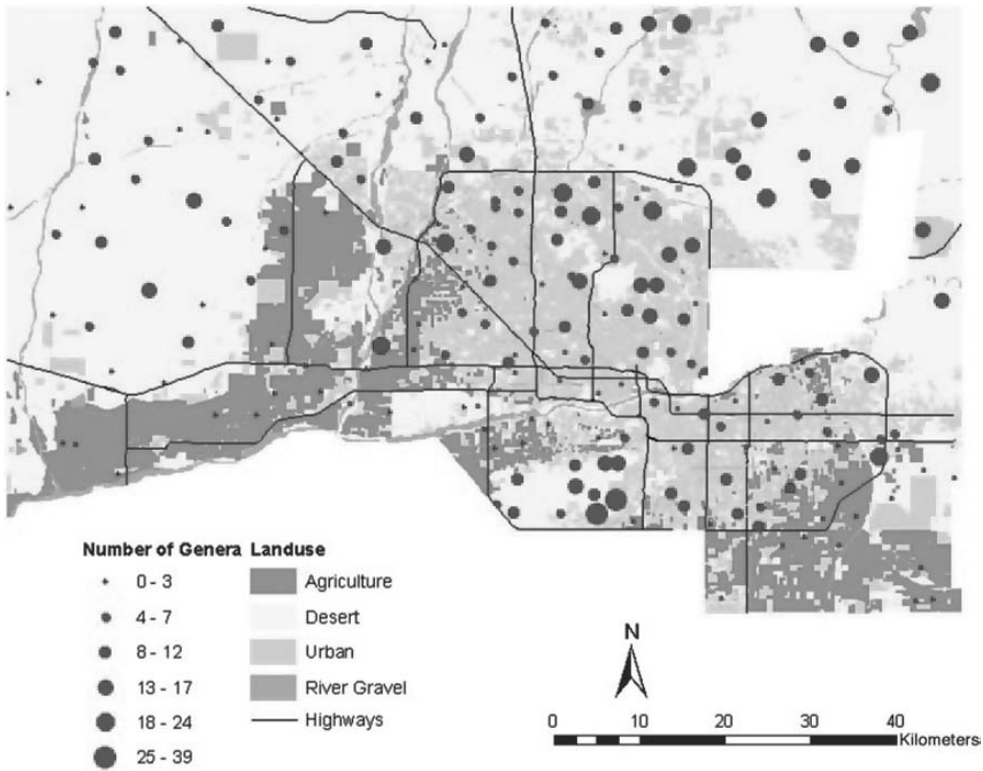 Number of Genera
0 - 3
4 - 7
8 - 12
13 - 17
18 - 24
25 - 39
Landuse
Agriculture
Desert
Urban
River Gravel
Highways
N
0 10 20 30 40
Kilometers